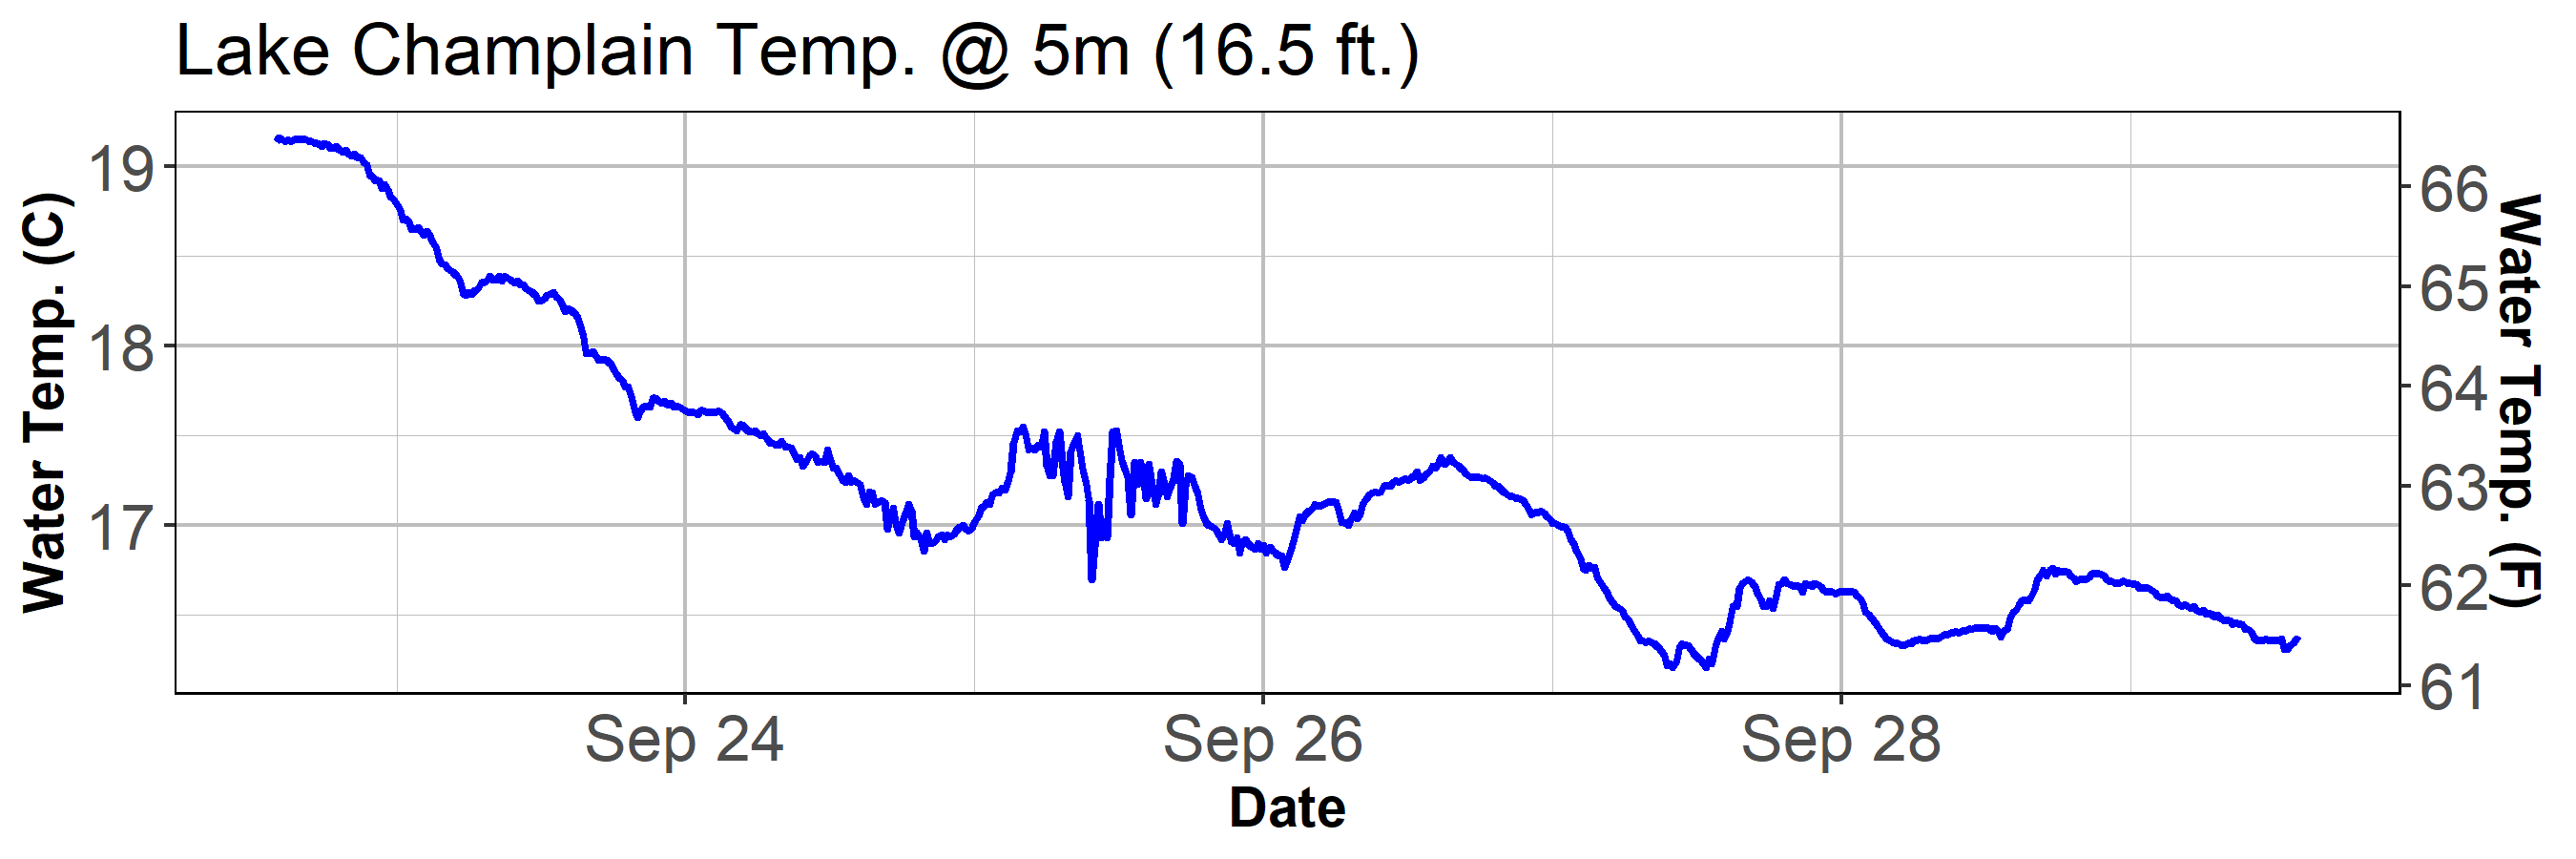 Lake Champlain Temp. @ 5m (16.5 ft.)
Water Temp. (C)
19
18
17
66
65
64
63
62
61
Water Temp. (F)
Sep 24
Sep 26
Sep 28
Date